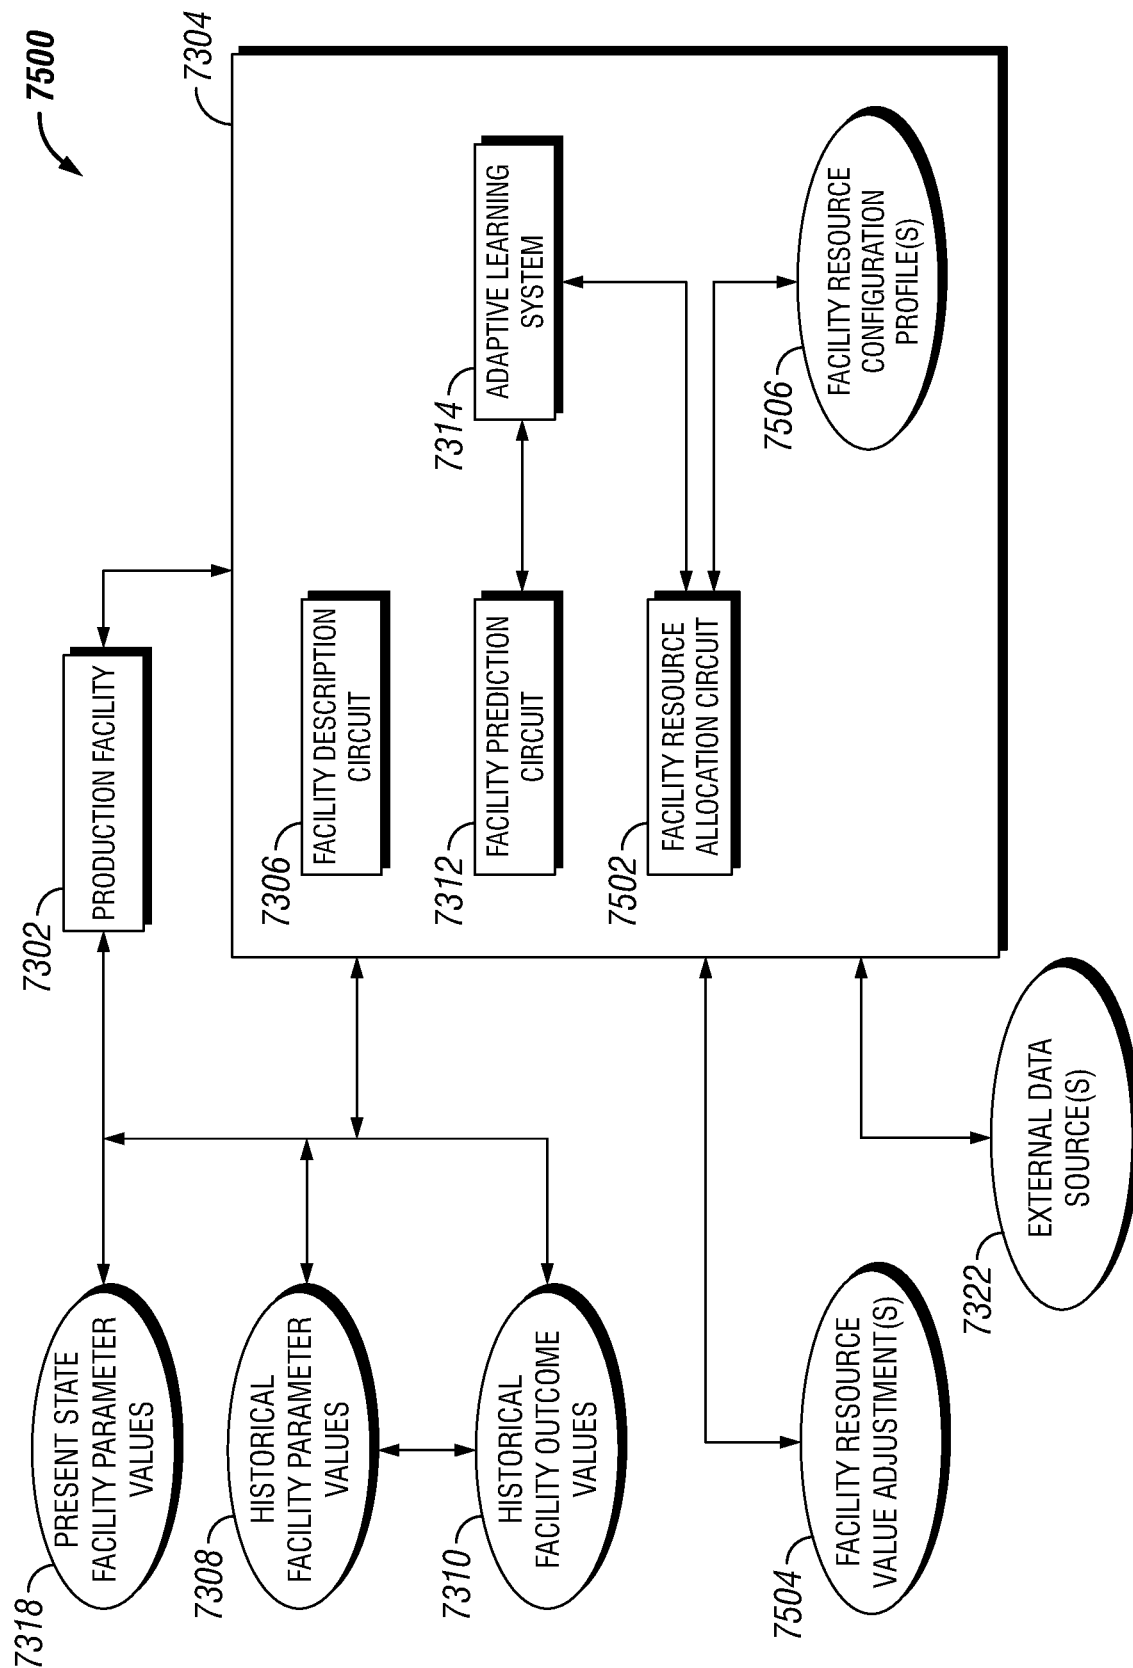 7500
7302
PRODUCTION FACILITY
7304
7318
PRESENT STATE
FACILITY PARAMETER
VALUES
7306
FACILITY DESCRIPTION
CIRCUIT
7308
HISTORICAL
FACILITY PARAMETER
VALUES
7312
FACILITY PREDICTION
CIRCUIT
7314
ADAPTIVE LEARNING
SYSTEM
7310
HISTORICAL
FACILITY OUTCOME
VALUES
7502
FACILITY RESOURCE
ALLOCATION CIRCUIT
7504
FACILITY RESOURCE
VALUE ADJUSTMENT(S)
7506
FACILITY RESOURCE
CONFIGURATION
PROFILE(S)
7322
EXTERNAL DATA
SOURCE(S)